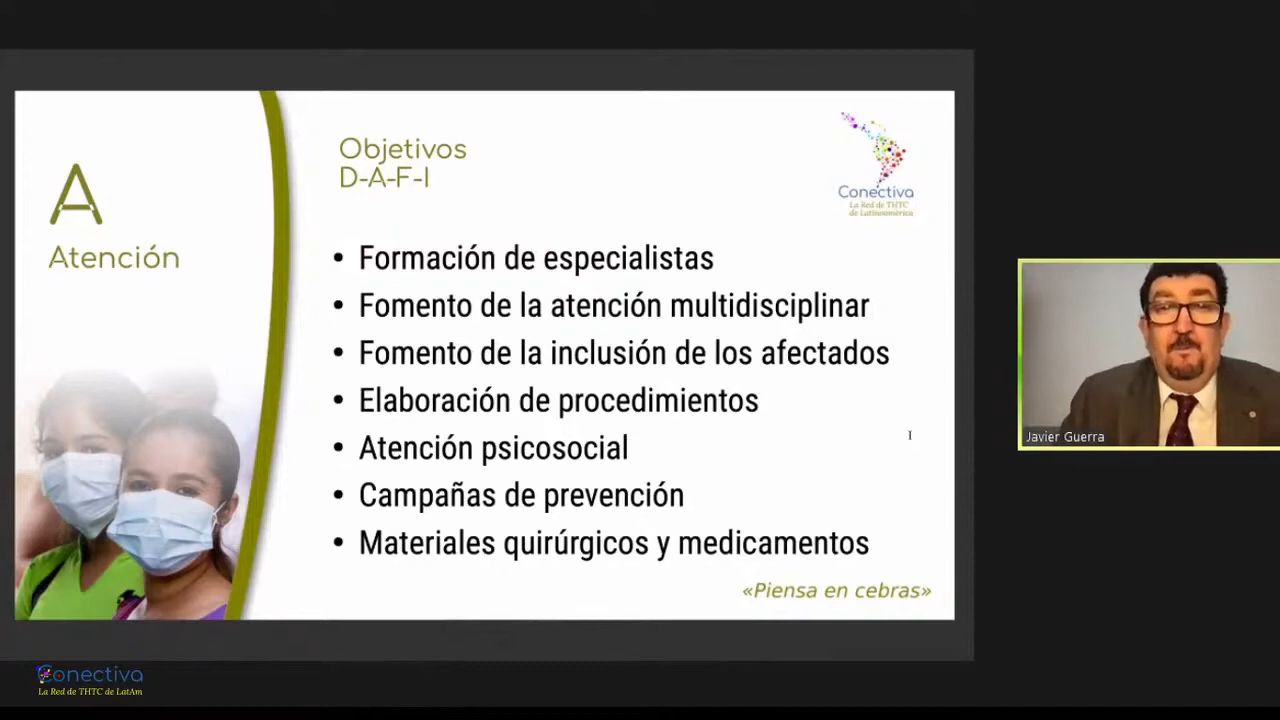 A
Atención
Objetivos
D-A-F-I
Conectiva
La Red de THTC
de Latinoamérica
• Formación de especialistas
• Fomento de la atención multidisciplinar
• Fomento de la inclusión de los afectados
• Elaboración de procedimientos
• Atención psicosocial
• Campañas de prevención
• Materiales quirúrgicos y medicamentos
«Piensa en cebras»
Javier Guerra
Conectiva
La Red de THTC de LatAm